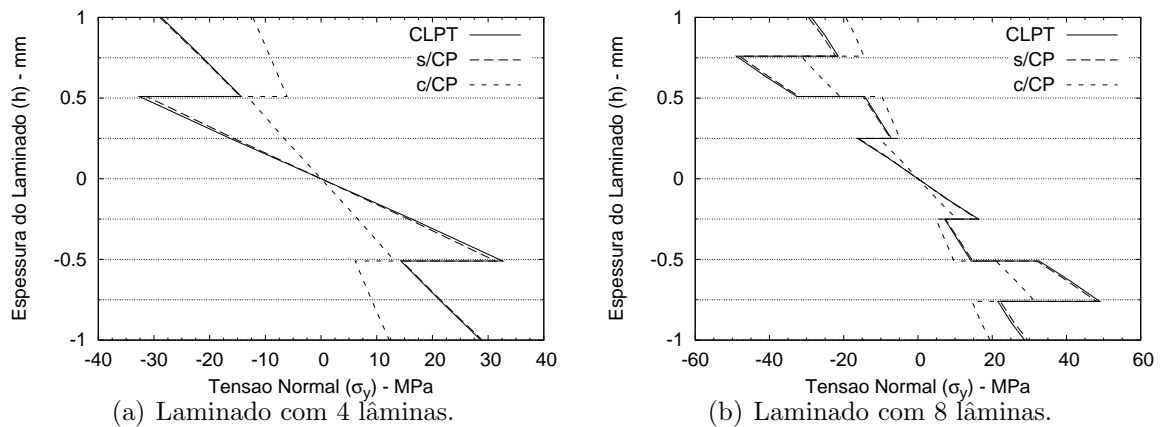 Espessura do Laminado (h) - mm
1
0.5
0
-0.5
-1
CLPT
s/CP
c/CP
-40 -30 -20 -10 0 10 20 30 40
Tensao Normal (σy) - MPa
(a) Laminado com 4 lâminas.
Espessura do Laminado (h) - mm
1
0.5
0
-0.5
-1
CLPT
s/CP
c/CP
-60 -40 -20 0 20 40 60
Tensao Normal (σy) - MPa
(b) Laminado com 8 lâminas.